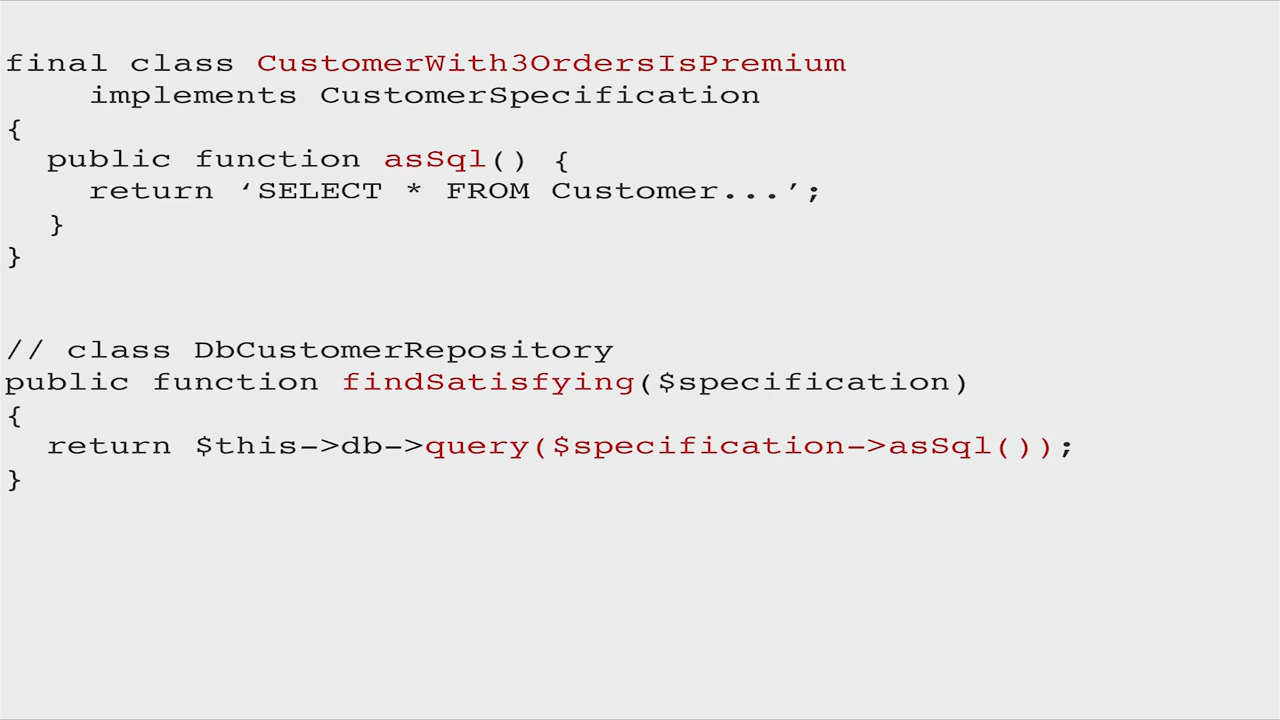 final class CustomerWith3OrdersIsPremium
implements CustomerSpecification
{
public function asSql() {
return ‘SELECT * FROM Customer...’;
}
}
// class DbCustomerRepository
public function findSatisfying($specification)
{
return $this->db->query($specification->asSql());
}